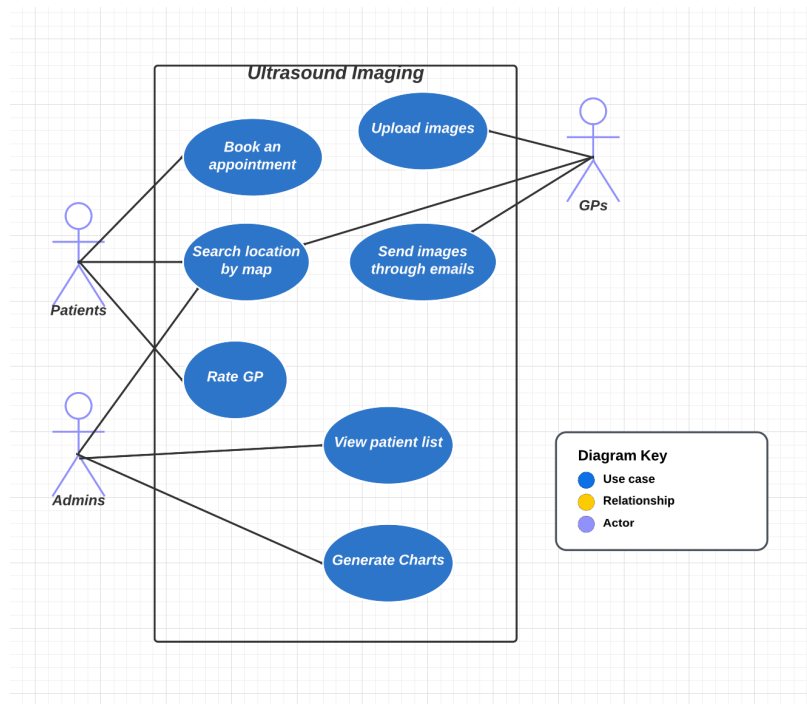 Ultrasound Imaging
Upload images
Book an
appointment
GPs
Search location
by map
Send images
through emails
Patients
Rate GP
View patient list
Admins
Generate Charts
Diagram Key
Use case
Relationship
Actor